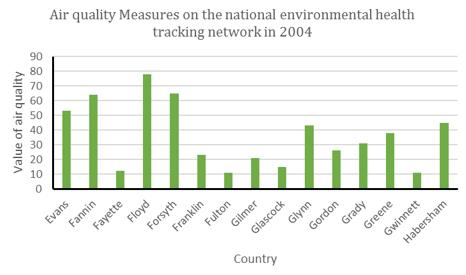 Air quality Measures on the national environmental health
tracking network in 2004
Value of air quality
90
80
70
60
50
40
30
20
10
0
Evans
Fannin
Fayette
Floyd
Forsyth
Franklin
Fulton
Gilmer
Glascock
Glynn
Gordon
Grady
Greene
Gwinnett
Habersham
Country